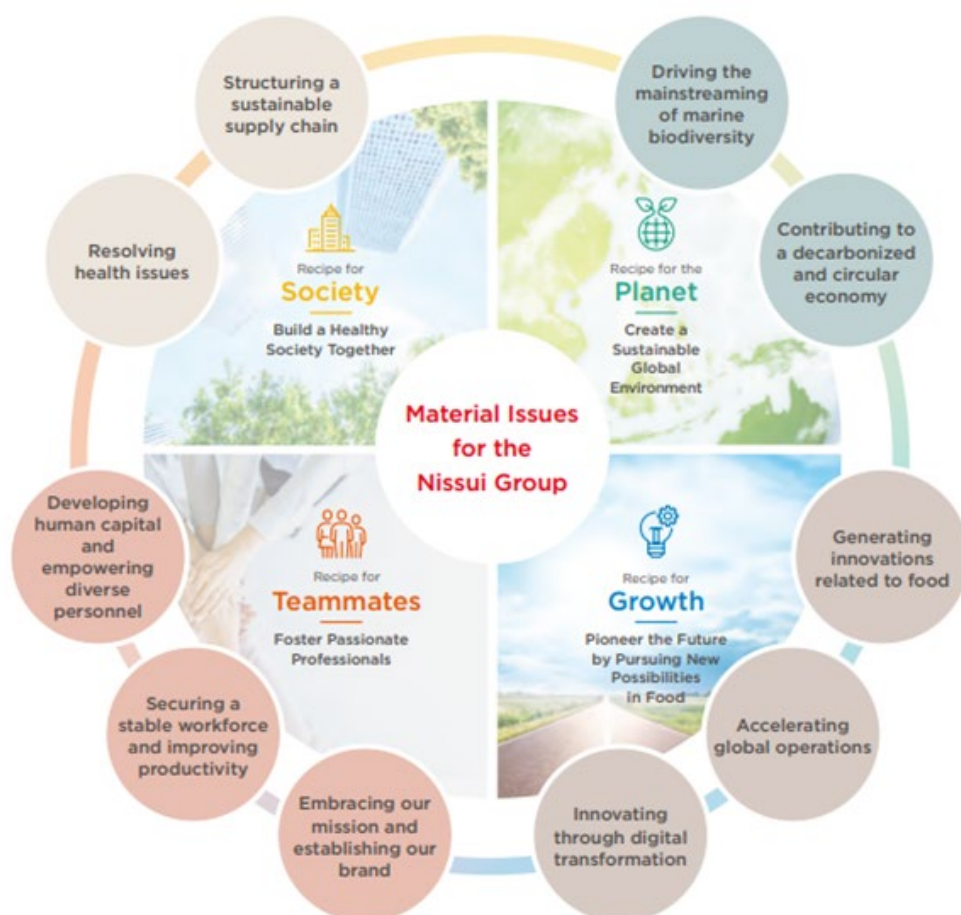 Structuring a
sustainable
supply chain
Driving the
mainstreaming
of marine
biodiversity
Resolving
health issues
Contributing to
a decarbonized
and circular
economy
Recipe for
Society
Build a Healthy
Society Together
Recipe for the
Planet
Create a
Sustainable
Global
Environment
Material Issues
for the
Nissui Group
Developing
human capital
and
empowering
diverse
personnel
Recipe for
Teammates
Foster Passionate
Professionals
Recipe for
Growth
Pioneer the Future
by Pursuing New
Possibilities
in Food
Generating
innovations
related to food
Securing a
stable workforce
and improving
productivity
Accelerating
global operations
Embracing our
mission and
establishing our
brand
Innovating
through digital
transformation